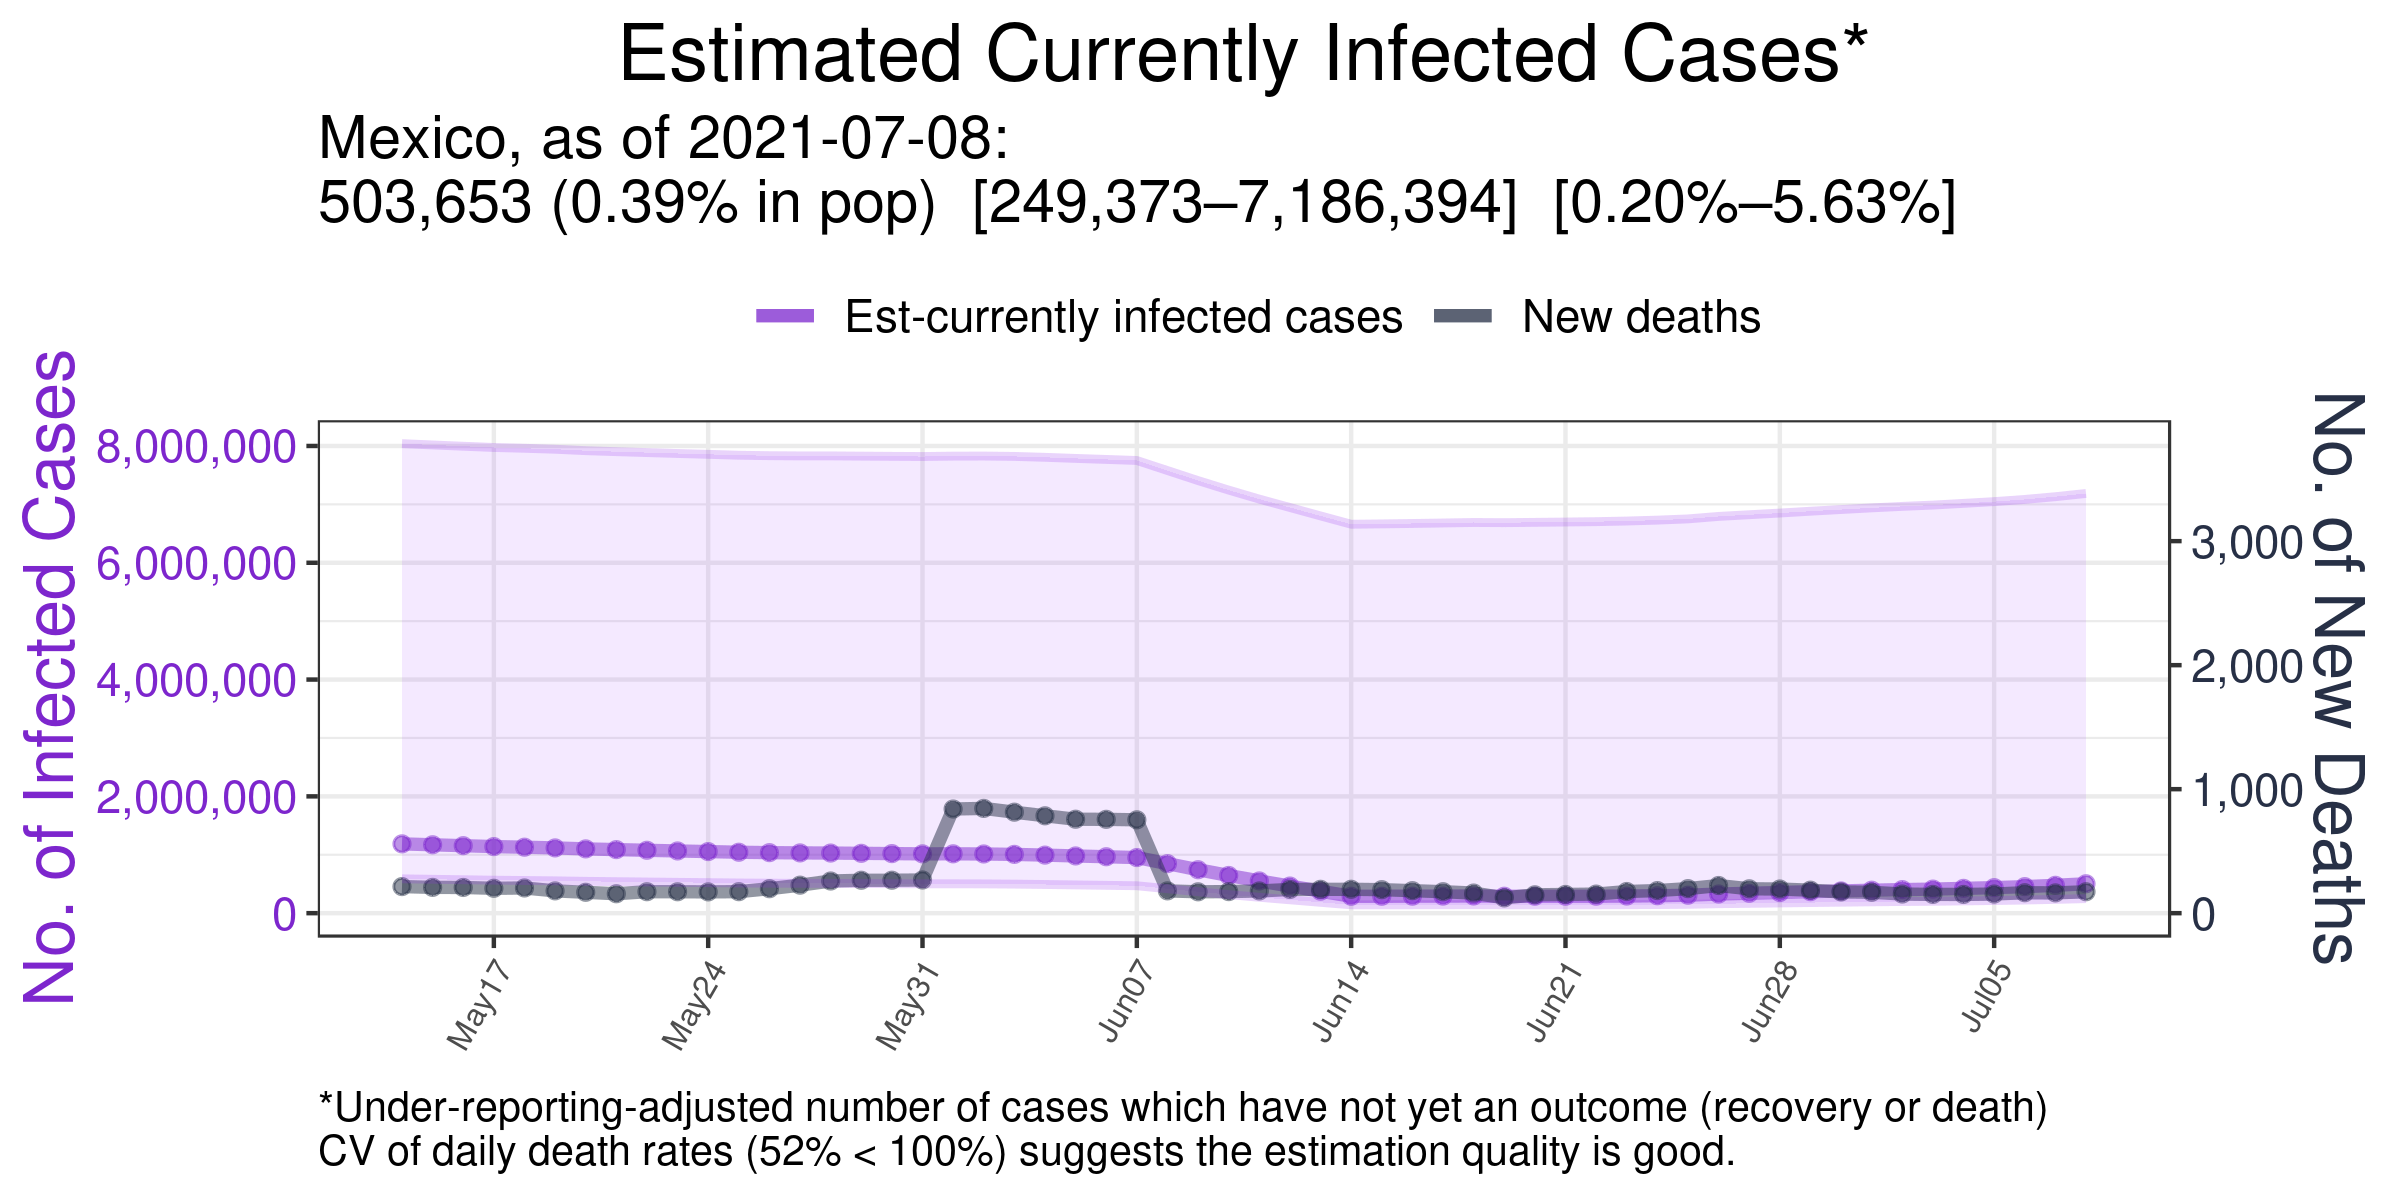 Estimated Currently Infected Cases*
Mexico, as of 2021-07-08:
503,653 (0.39% in pop)  [249,373–7,186,394]  [0.20%–5.63%]
Est-currently infected cases
New deaths
No. of Infected Cases
8,000,000
6,000,000
4,000,000
2,000,000
0
3,000
2,000
1,000
0
No. of New Deaths
May17
May24
May31
Jun07
Jun14
Jun21
Jun28
Jul05
*Under-reporting-adjusted number of cases which have not yet an outcome (recovery or death)
CV of daily death rates (52% < 100%) suggests the estimation quality is good.